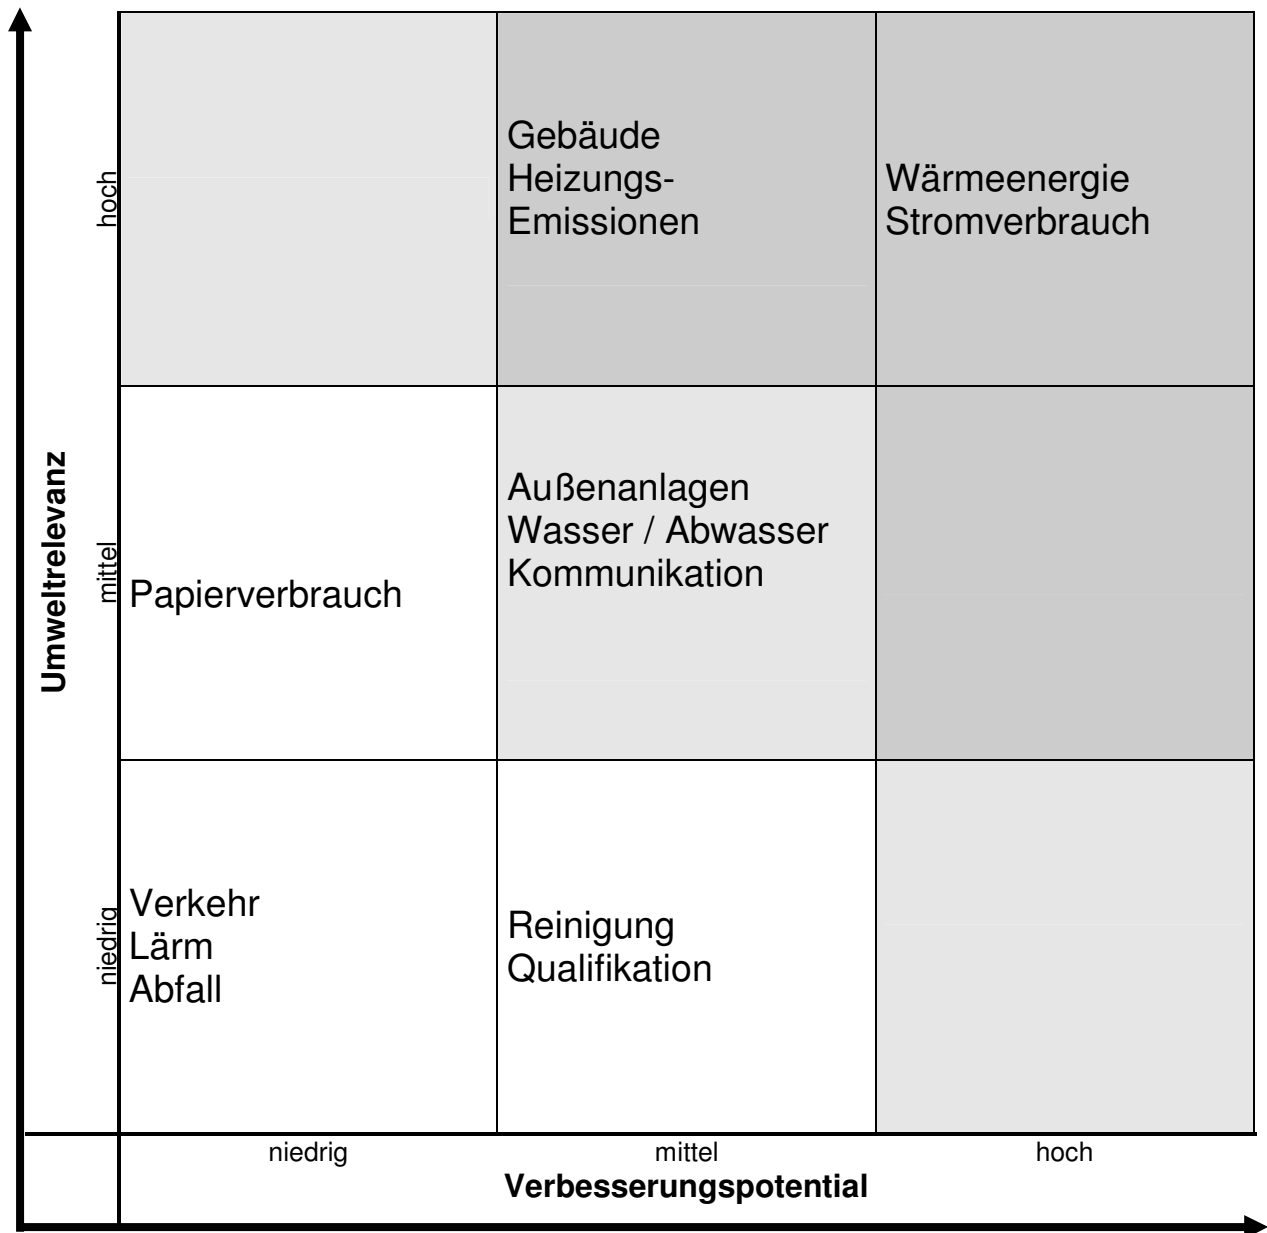 Gebäude
Heizungs-
Emissionen
Wärmeenergie
Stromverbrauch
hoch
Umweltrelevanz
mittel
Papierverbrauch
Außenanlagen
Wasser / Abwasser
Kommunikation
niedrig
Verkehr
Lärm
Abfall
Reinigung
Qualifikation
niedrig
mittel
hoch
Verbesserungspotential